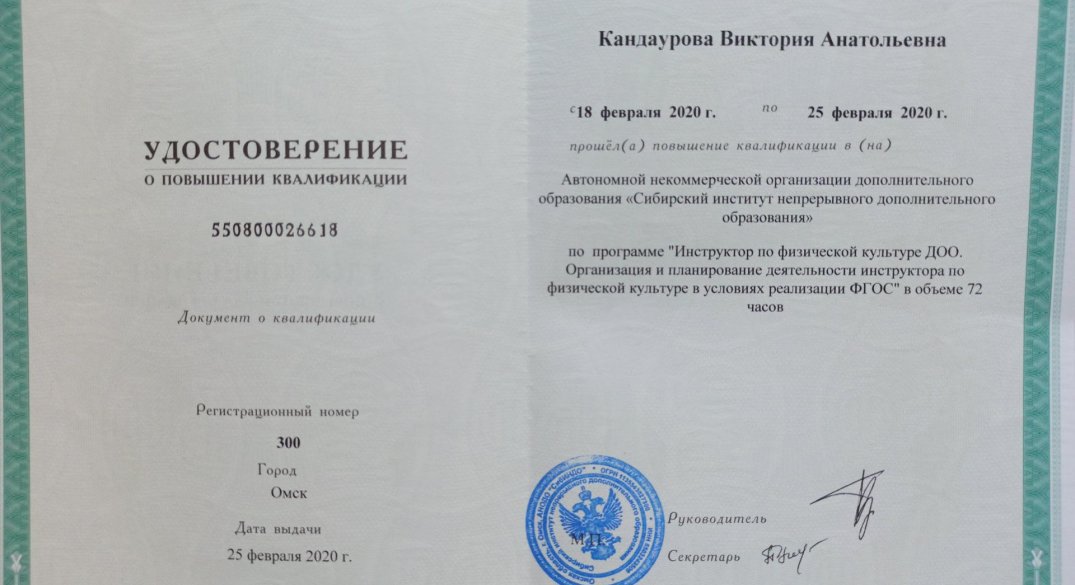 УДОСТОВЕРЕНИЕ
О ПОВЫШЕНИИ КВАЛИФИКАЦИИ
550800026618
Документ о квалификации
Регистрационный номер
300
Город
Омск
Дата выдачи
25 февраля 2020 г.
Кандаурова Виктория Анатольевна
с 18 февраля 2020 г. по 25 февраля 2020 г.
прошёл(а) повышение квалификации в (на)
Автономной некоммерческой организации дополнительного
образования «Сибирский институт непрерывного дополнительного
образования»
по программе "Инструктор по физической культуре ДОО.
Организация и планирование деятельности инструктора по
физической культуре в условиях реализации ФГОС" в объеме 72
часов
Руководитель
М.П.
Секретарь